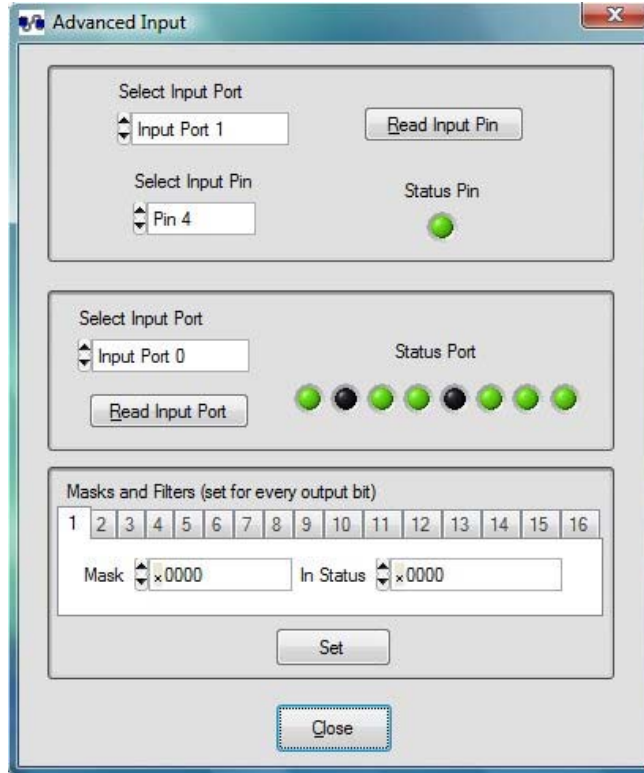 Advanced Input
Select Input Port
Input Port 1
Read Input Pin
Select Input Pin
Pin 4
Status Pin
Select Input Port
Input Port 0
Status Port
Read Input Port
Masks and Filters (set for every output bit)
1 2 3 4 5 6 7 8 9 10 11 12 13 14 15 16
Mask x0000 In Status x0000
Set
Close